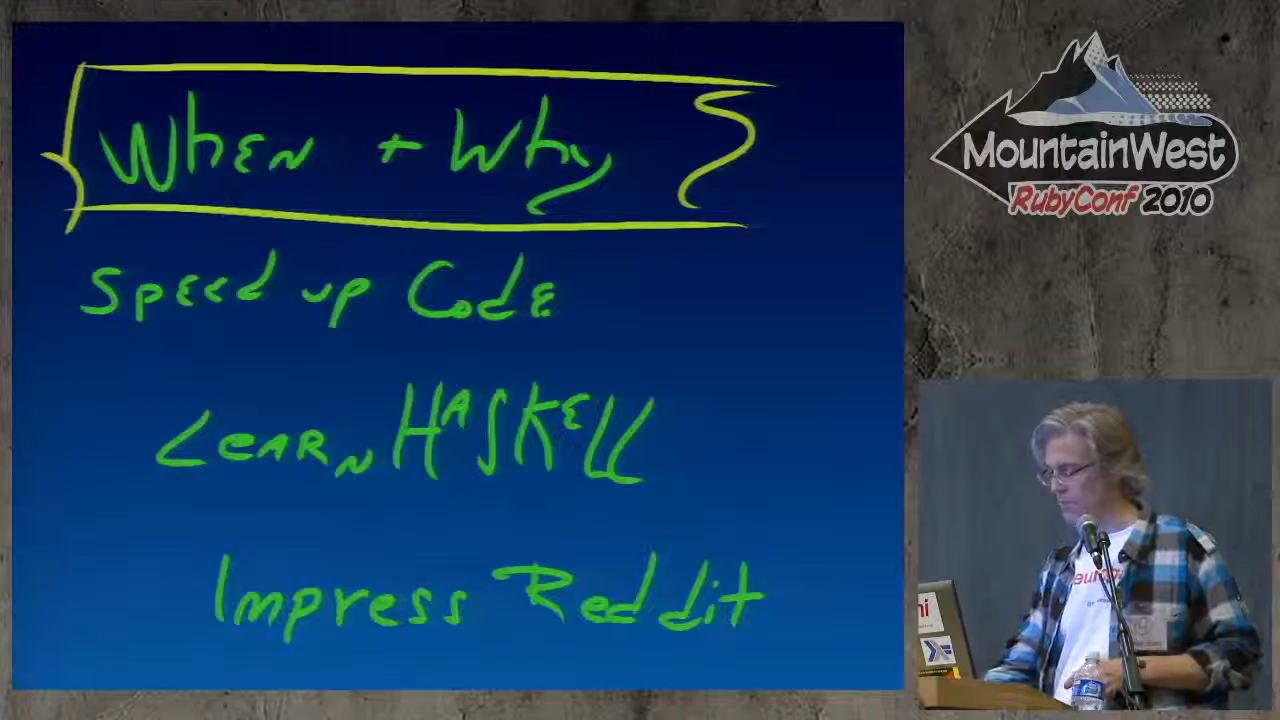 When + Why
Speed up Code
Learn HASKELL
Impress Reddit
MountainWest
RubyConf 2010